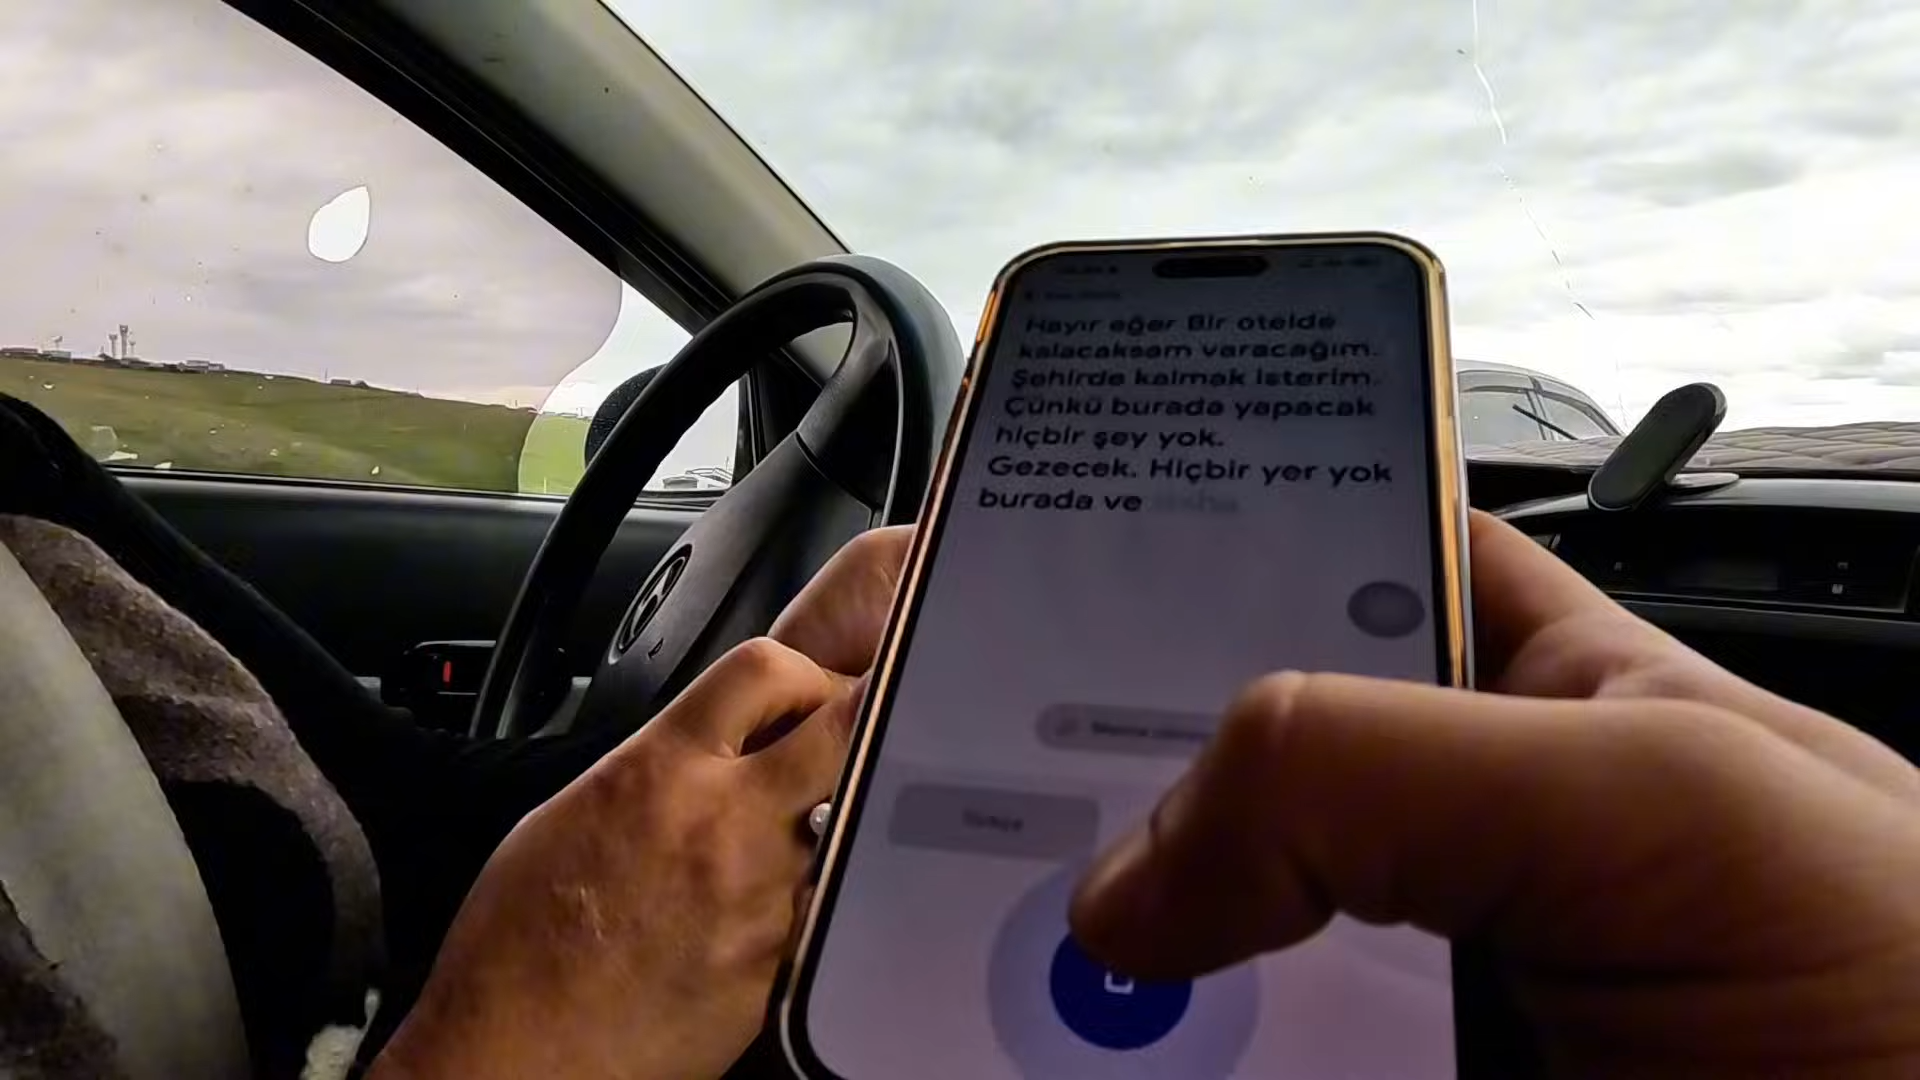 Hayır eğer Bir otelde
kalacaksam varacağım.
Şehirde kalmak isterim.
Çünkü burada yapacak
hiçbir şey yok.
Gezecek. Hiçbir yer yok
burada ve
Türkçe